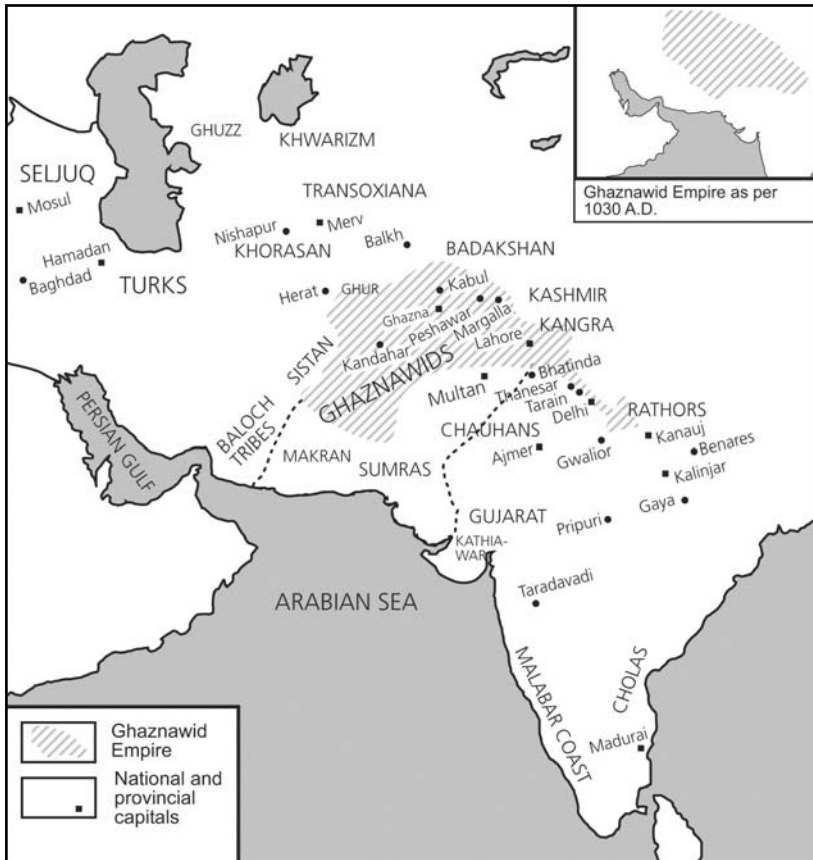 Ghaznawid Empire as per
1030 A.D.
GHUZZ
KHWARIZM
SELJUQ
Mosul
TRANSOXIANA
Nishapur
Merv
KHORASAN
Balkh
BADAKSHAN
Hamadan
Baghdad
TURKS
Herat
GHUR
Kabul
KASHMIR
Ghazna
Peshawar
Margalla
KANGRA
Lahore
Kandahar
SISTAN
GHAZNAWIDS
Bhatinda
Multan
Thanesar
Tarain
Delhi
RATHORS
PERSIAN GULF
BALOCH
TRIBES
MAKRAN
SUMRAS
CHAUHANS
Ajmer
Gwalior
Kanauj
Benares
Kalinjar
Gaya
GUJARAT
Pripuri
KATHIA-
WAR
Taradavadi
ARABIAN SEA
MALABAR COAST
CHOLAS
Madurai
Ghaznawid
Empire
National and
provincial
capitals